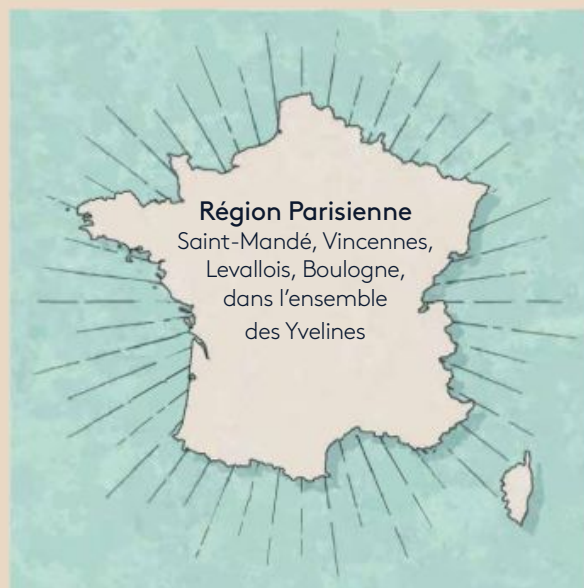 Région Parisienne
Saint-Mandé, Vincennes,
Levallois, Boulogne,
dans l'ensemble
des Yvelines